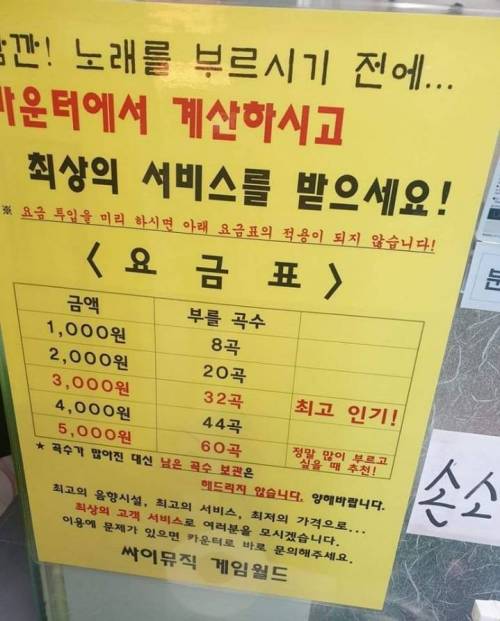 잠깐! 노래를 부르시기 전에...
카운터에서 계산하시고
최상의 서비스를 받으세요!
※ 요금 투입을 미리 하시면 아래 요금표의 적용이 되지 않습니다!
< 요 금 표 >
금액 부를 곡수
1,000원 8곡
2,000원 20곡
3,000원 32곡 최고 인기!
4,000원 44곡
5,000원 60곡 정말 많이 부르고 싶을 때 추천!
★ 곡수가 많아진 대신 남은 곡수 보관은
헤드리지 않습니다. 양해바랍니다.
최고의 음향시설, 최고의 서비스, 최저의 가격으로...
최상의 고객 서비스로 여러분을 모시겠습니다.
이용에 문제가 있으면 카운터로 바로 문의해주세요.
싸이뮤직 게임월드
손소